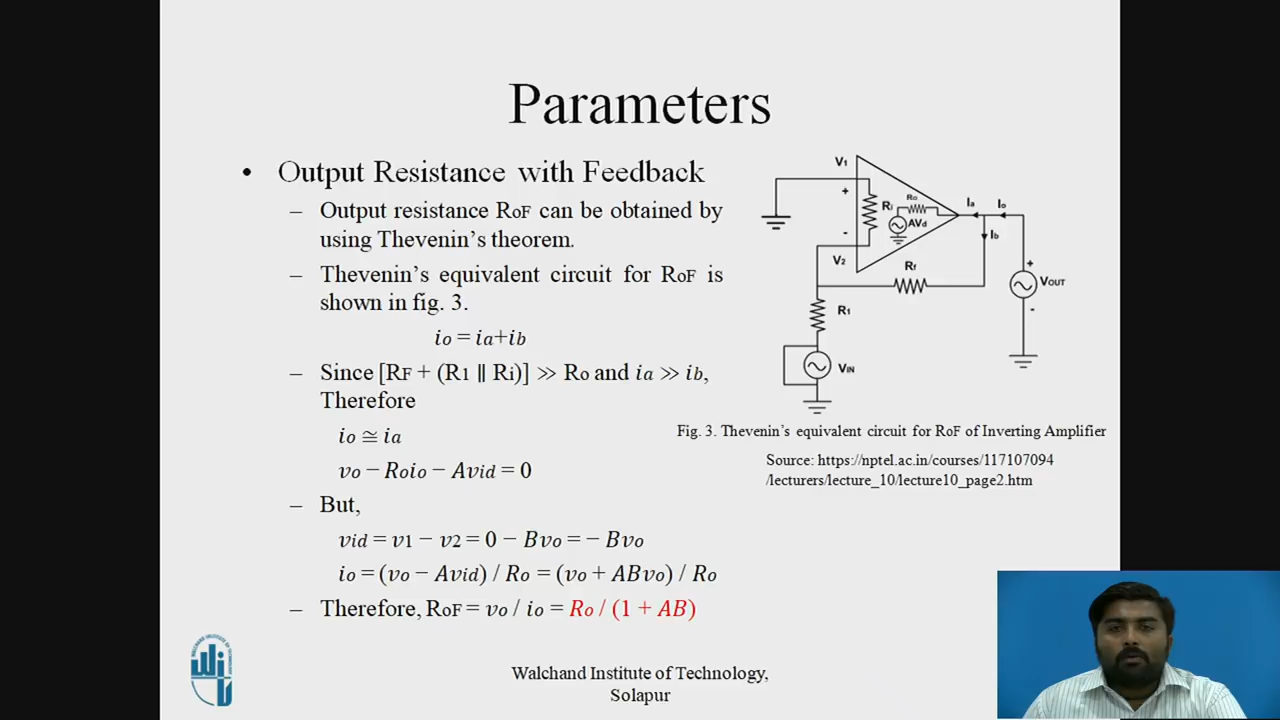 Parameters
• Output Resistance with Feedback
– Output resistance RoF can be obtained by
using Thevenin's theorem.
– Thevenin's equivalent circuit for RoF is
shown in fig. 3.
io = ia+ib
– Since [RF + (R1 ∥ Ri)] ≫ Ro and ia ≫ ib,
Therefore
io ≅ ia
vo − Roio − Avid = 0
– But,
vid = v1 − v2 = 0 − Bvo = − Bvo
io = (vo − Avid) / Ro = (vo + ABvo) / Ro
– Therefore, RoF = vo / io = Ro / (1 + AB)
V1
+
Ri
Ro
AVd
-
V2
Ia
Io
Ib
Rf
R1
VIN
+
VOUT
-
Fig. 3. Thevenin's equivalent circuit for RoF of Inverting Amplifier
Source: https://nptel.ac.in/courses/117107094
/lecturers/lecture_10/lecture10_page2.htm
Walchand Institute of Technology,
Solapur